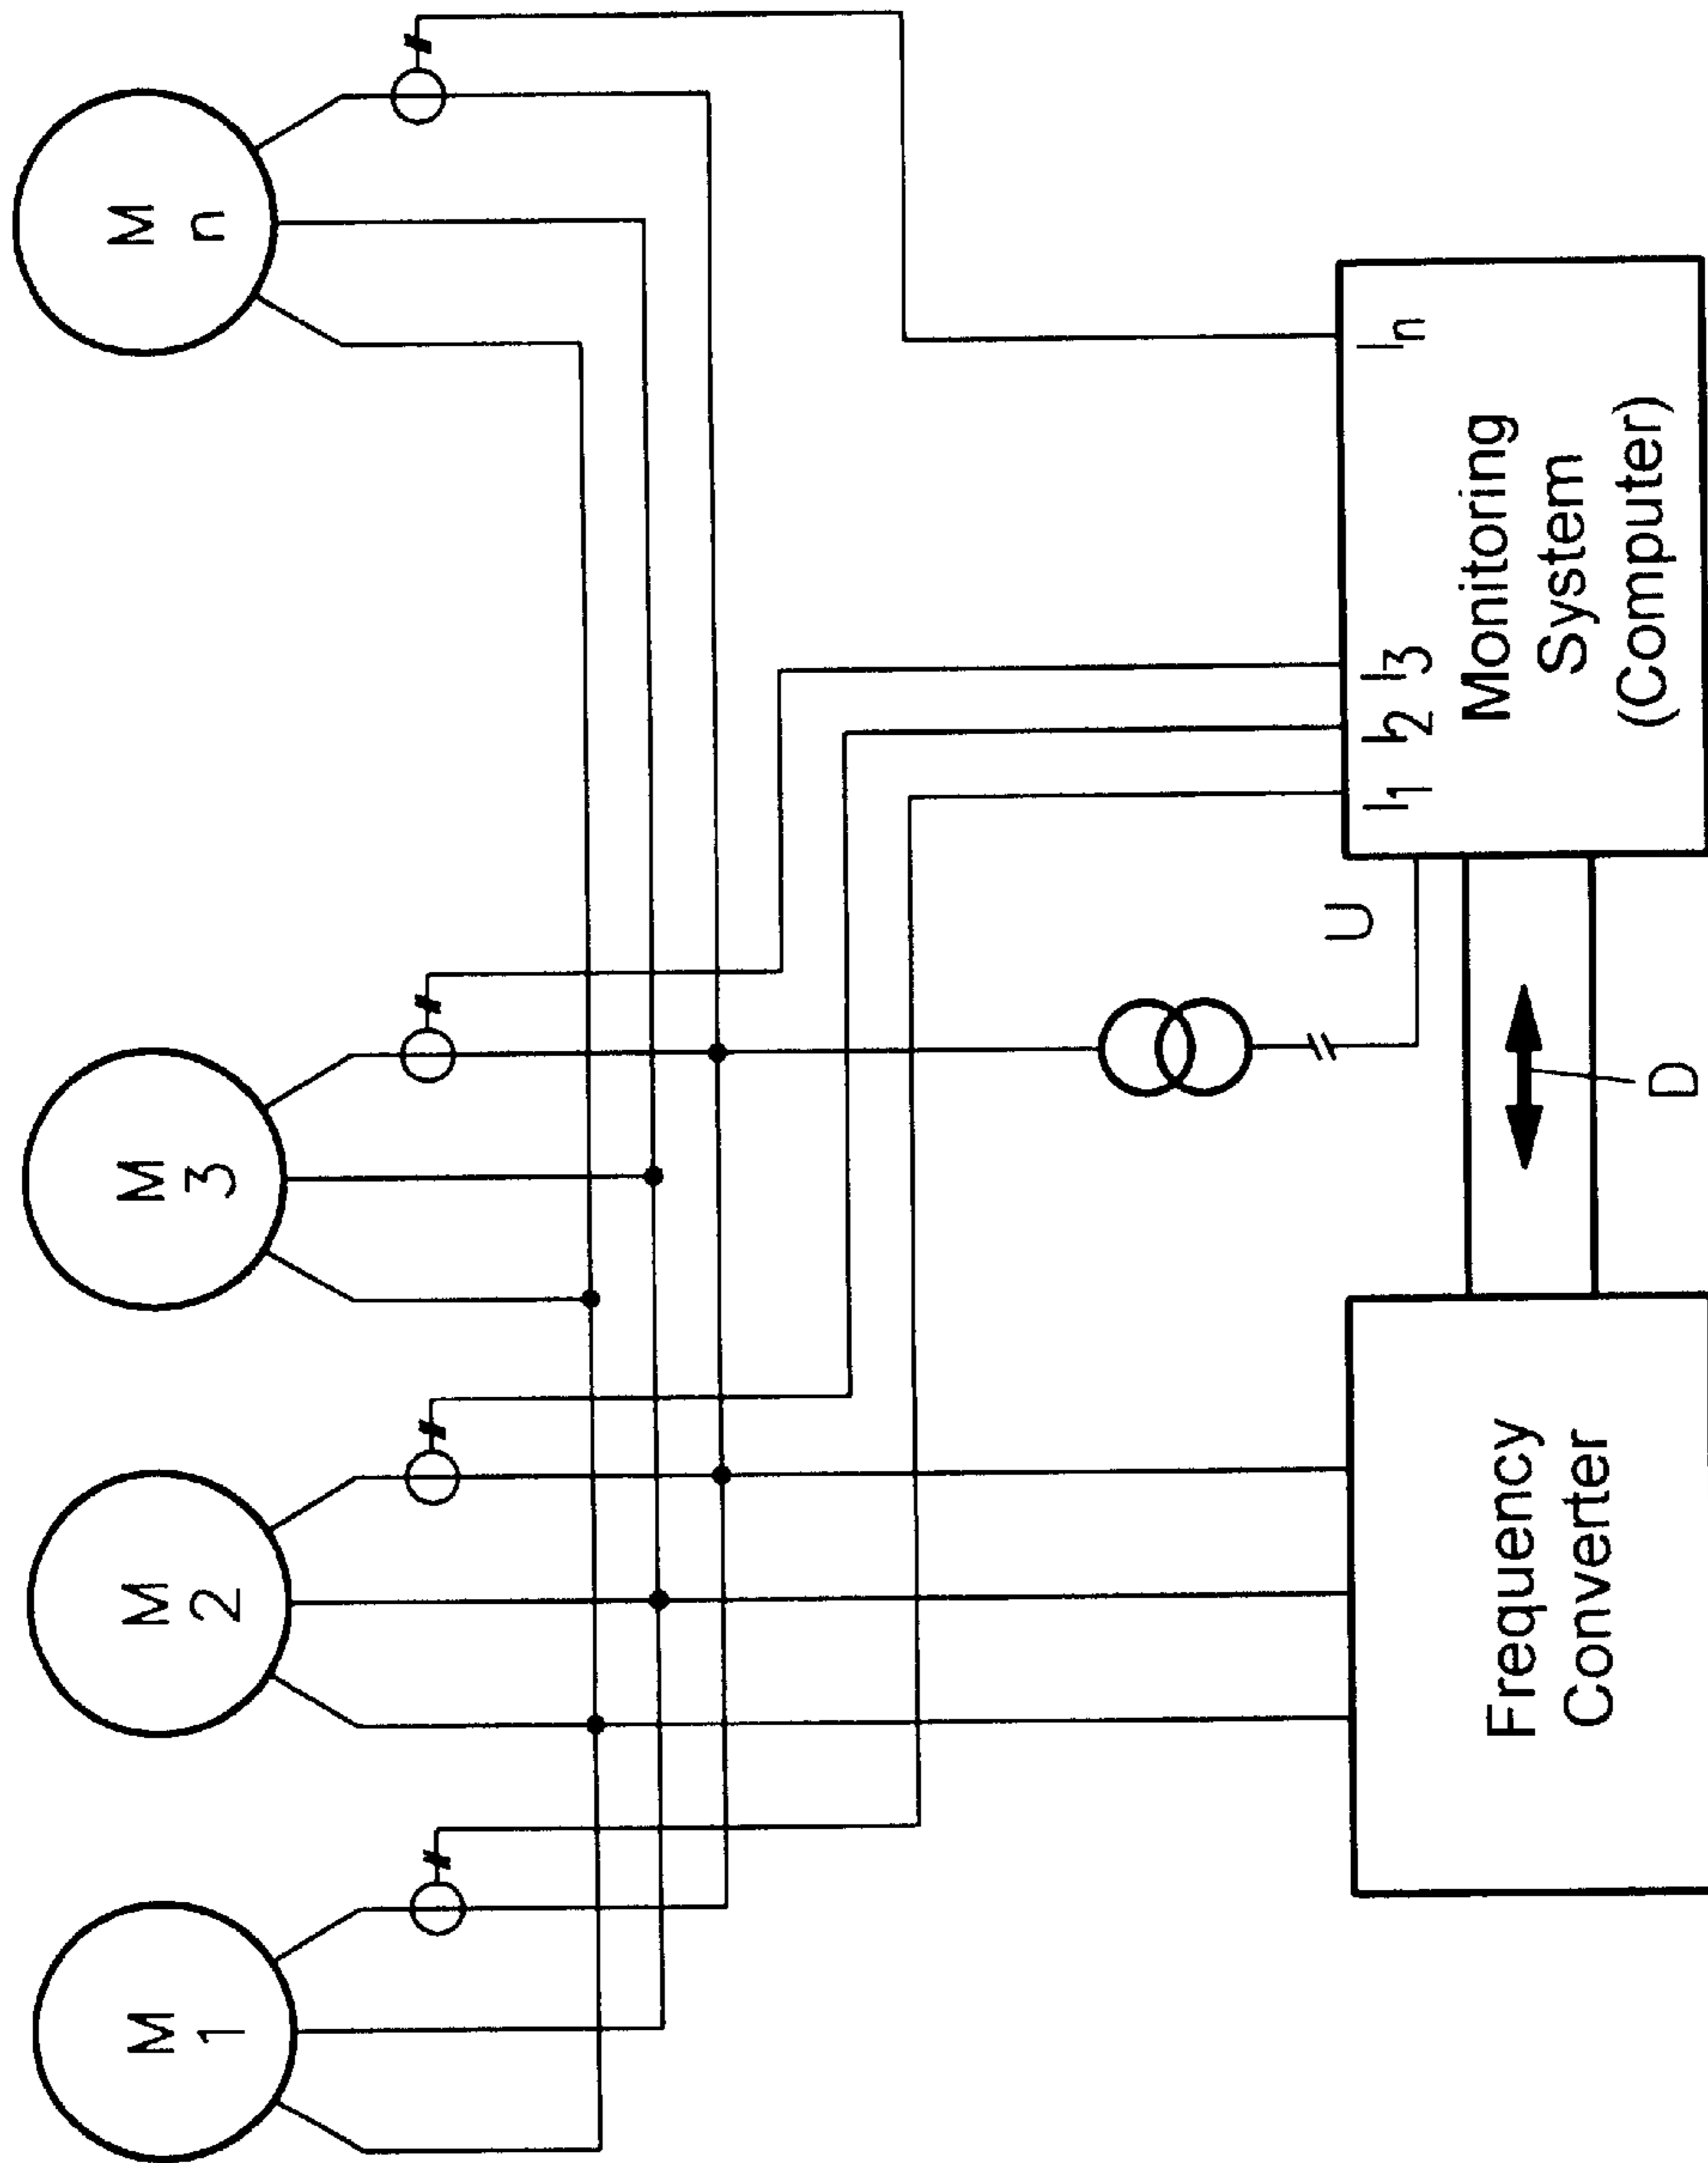 M
1
M
2
M
3
M
n
I1 I2 I3 In
Monitoring
System
(Computer)
U
D
Frequency
Converter